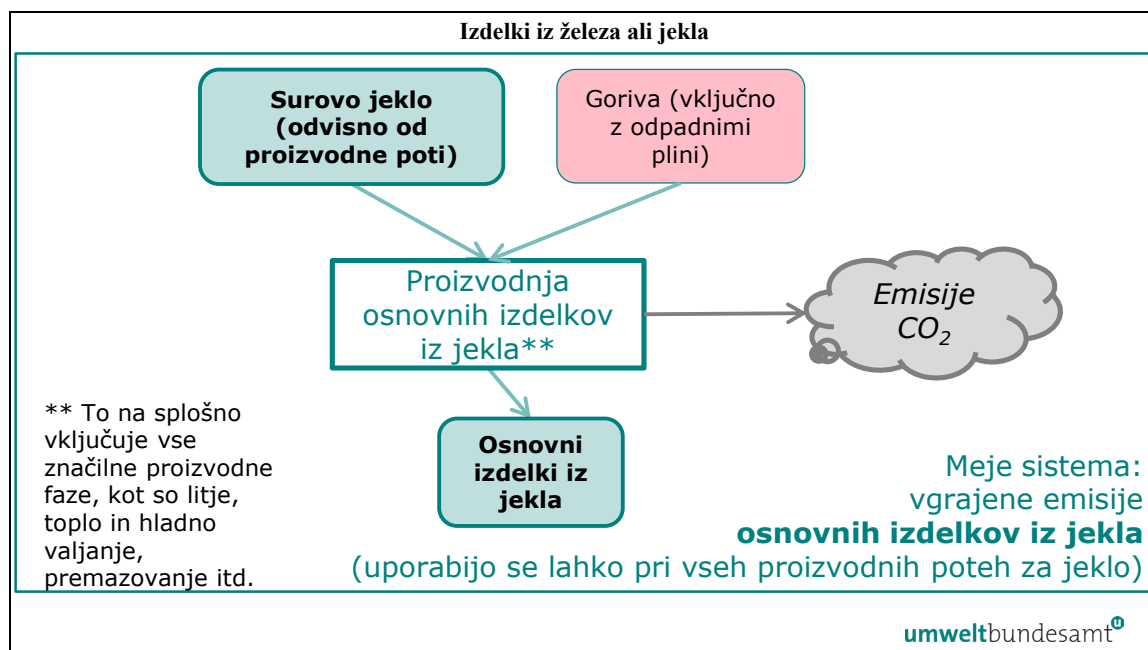 Izdelki iz železa ali jekla
Surovo jeklo
(odvisno od
proizvodne poti)
Goriva (vključno
z odpadnimi
plini)
Proizvodnja
osnovnih izdelkov
iz jekla**
Emisije
CO2
Osnovni
izdelki iz
jekla
** To na splošno
vključuje vse
značilne proizvodne
faze, kot so litje,
toplo in hladno
valjanje,
premazovanje itd.
Meje sistema:
vgrajene emisije
osnovnih izdelkov iz jekla
(uporabijo se lahko pri vseh proizvodnih poteh za jeklo)
umweltbundesamt